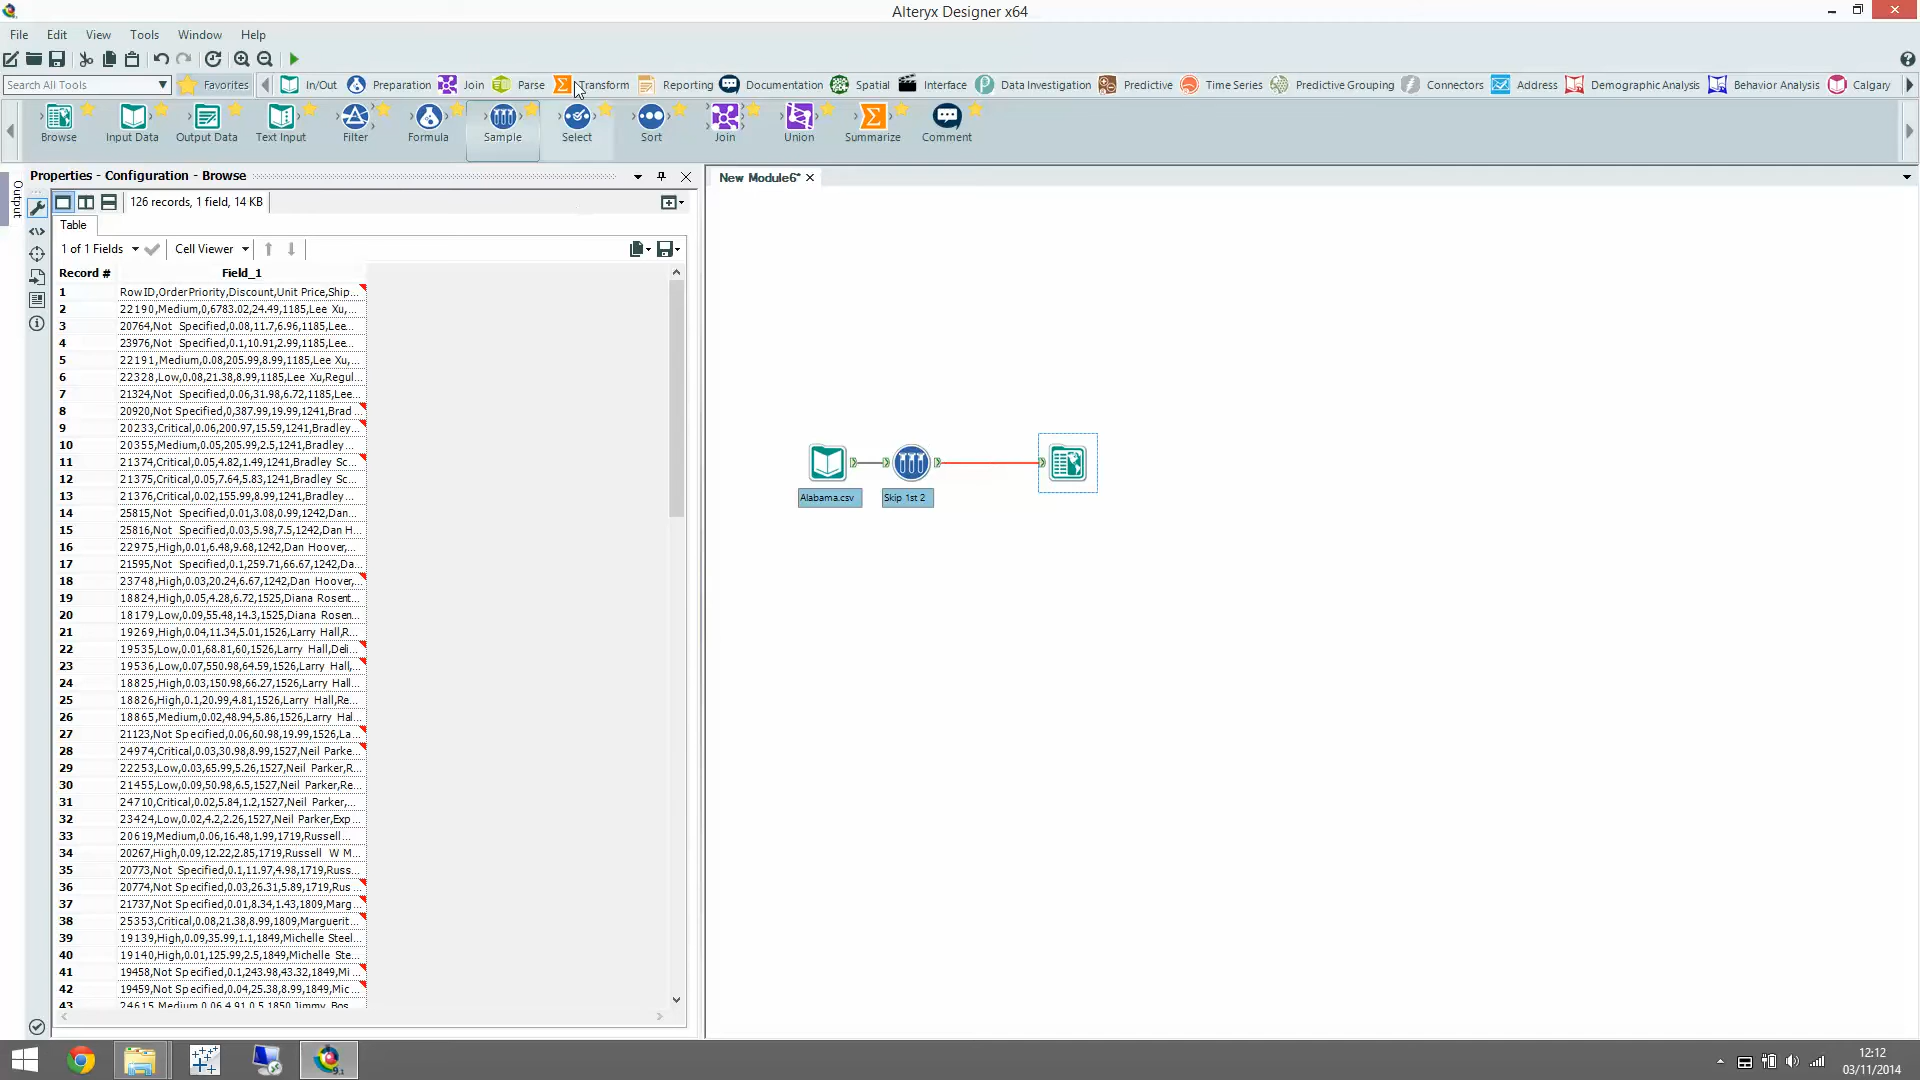 Alteryx Designer x64
File Edit View Tools Window Help
Search All Tools Favorites In/Out Preparation Join Parse Transform Reporting Documentation Spatial Interface Data Investigation Predictive Time Series Predictive Grouping Connectors Address Demographic Analysis Behavior Analysis Calgary
Browse Input Data Output Data Text Input Filter Formula Sample Select Sort Join Union Summarize Comment
Output
Properties - Configuration - Browse
New Module6*
126 records, 1 field, 14 KB
Table
1 of 1 Fields Cell Viewer
Record # Field_1
1 RowID,OrderPriority,Discount,Unit Price,Ship...
2 22190,Medium,0,6783.02,24.49,1185,Lee Xu,...
3 20764,Not Specified,0.08,11.7,6.96,1185,Lee...
4 23976,Not Specified,0.1,10.91,2.99,1185,Lee...
5 22191,Medium,0.08,205.99,8.99,1185,Lee Xu,...
6 22328,Low,0.08,21.38,8.99,1185,Lee Xu,Regul...
7 21324,Not Specified,0.06,31.98,6.72,1185,Lee...
8 20920,Not Specified,0,387.99,19.99,1241,Brad ...
9 20233,Critical,0.06,200.97,15.59,1241,Bradley...
10 20355,Medium,0.05,205.99,2.5,1241,Bradley...
11 21374,Critical,0.05,4.82,1.49,1241,Bradley Sc...
12 21375,Critical,0.05,7.64,5.83,1241,Bradley Sc...
13 21376,Critical,0.02,155.99,8.99,1241,Bradley...
14 25815,Not Specified,0.01,3.08,0.99,1242,Dan...
15 25816,Not Specified,0.03,5.98,7.5,1242,Dan H...
16 22975,High,0.01,6.48,9.68,1242,Dan Hoover,...
17 21595,Not Specified,0.1,259.71,66.67,1242,Da...
18 23748,High,0.03,20.24,6.67,1242,Dan Hoover,...
19 18824,High,0.05,4.28,6.72,1525,Diana Rosent...
20 18179,Low,0.09,55.48,14.3,1525,Diana Rosen...
21 19269,High,0.04,11.34,5.01,1526,Larry Hall,R...
22 19535,Low,0.01,68.81,60,1526,Larry Hall,Deli...
23 19536,Low,0.07,550.98,64.59,1526,Larry Hall,...
24 18825,High,0.03,150.98,66.27,1526,Larry Hall...
25 18826,High,0.1,20.99,4.81,1526,Larry Hall,Re...
26 18865,Medium,0.02,48.94,5.86,1526,Larry Hal...
27 21123,Not Specified,0.06,60.98,19.99,1526,La...
28 24974,Critical,0.03,30.98,8.99,1527,Neil Parke...
29 22253,Low,0.03,65.99,5.26,1527,Neil Parker,R...
30 21455,Low,0.09,50.98,6.5,1527,Neil Parker,Re...
31 24710,Critical,0.02,5.84,1.2,1527,Neil Parker,...
32 23424,Low,0.02,4.2,2.26,1527,Neil Parker,Exp...
33 20619,Medium,0.06,16.48,1.99,1719,Russell...
34 20267,High,0.09,12.22,2.85,1719,Russell W M...
35 20773,Not Specified,0.1,11.97,4.98,1719,Russ...
36 20774,Not Specified,0.03,26.31,5.89,1719,Rus ...
37 21737,Not Specified,0.01,8.34,1.43,1809,Marg...
38 25353,Critical,0.08,21.38,8.99,1809,Marguerit...
39 19139,High,0.09,35.99,1.1,1849,Michelle Steel...
40 19140,High,0.01,125.99,2.5,1849,Michelle Ste...
41 19458,Not Specified,0.1,243.98,43.32,1849,Mi ...
42 19459,Not Specified,0.04,25.38,8.99,1849,Mic...
43 24615,Medium,0.06,4.91,0.5,1850,Jimmy, Bos...
Alabama.csv Skip 1st 2
9.1
12:12
03/11/2014